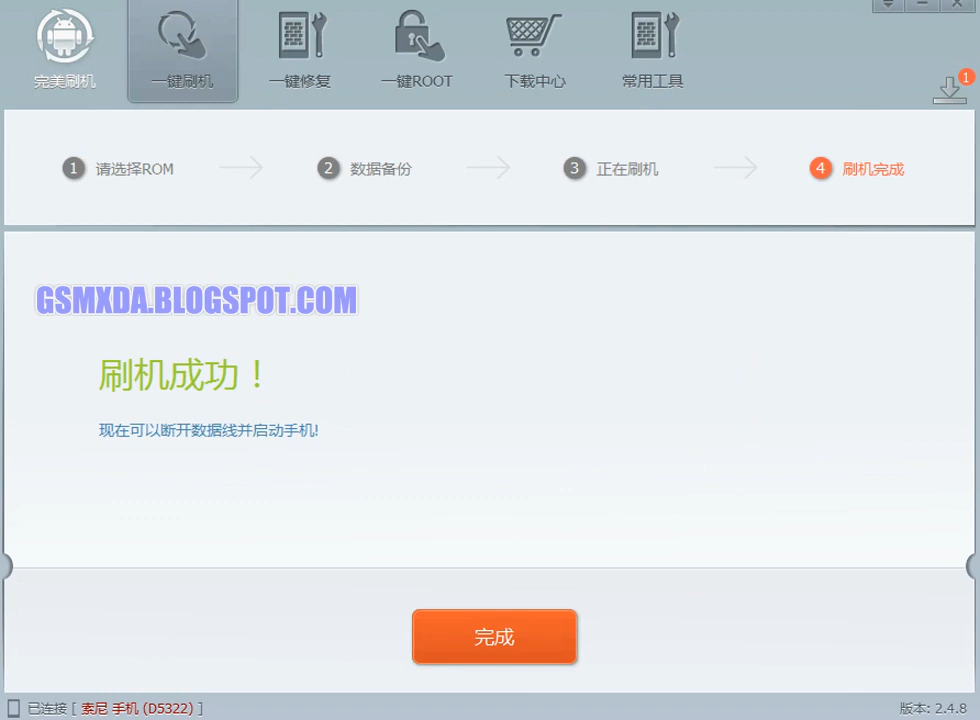 完美刷机 一键刷机 一键修复 一键ROOT 下载中心 常用工具 1
1 请选择ROM 2 数据备份 3 正在刷机 4 刷机完成
GSMXDA.BLOGSPOT.COM
刷机成功！
现在可以断开数据线并启动手机!
完成
已连接 [ 索尼 手机 (D5322) ] 版本: 2.4.8